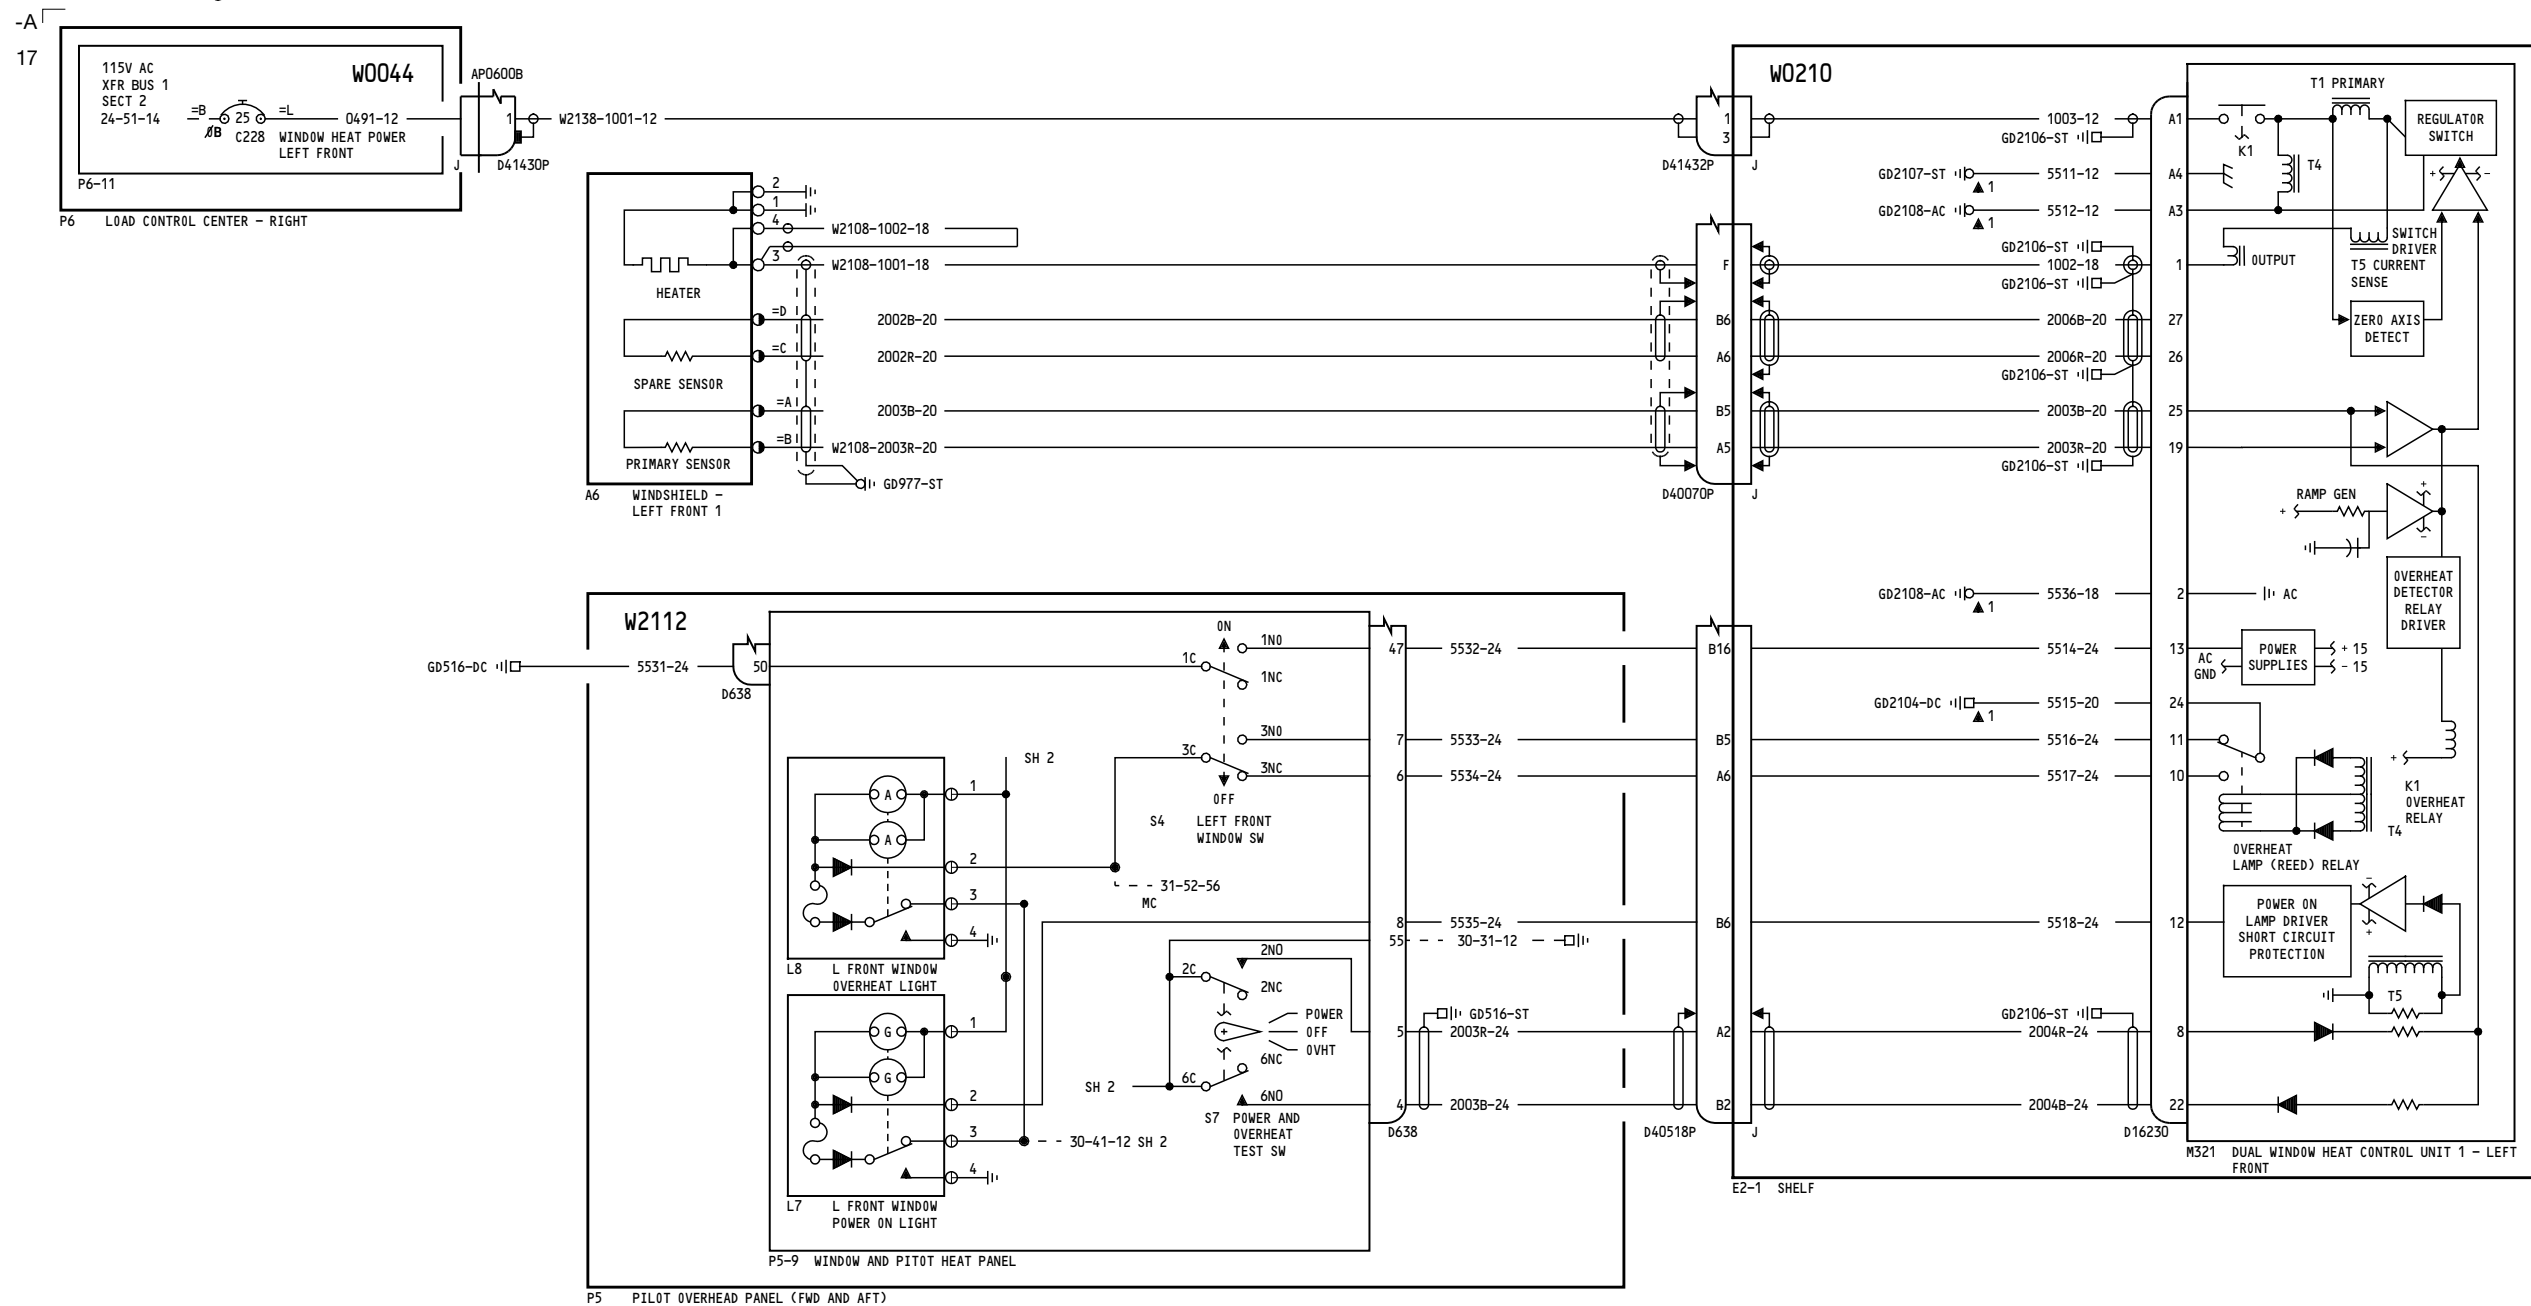 -A
17
115V AC
XFR BUS 1
SECT 2
24-51-14
=B
ØB
25
C228
=L
WINDOW HEAT POWER
LEFT FRONT
W0044
0491-12
P6-11
P6 LOAD CONTROL CENTER - RIGHT
AP0600B
1
J
D41430P
W2138-1001-12
1
3
D41432P
J
W0210
1003-12
GD2106-ST
A1
GD2107-ST
1
5511-12
A4
GD2108-AC
1
5512-12
A3
2
1
4
W2108-1002-18
3
W2108-1001-18
HEATER
=D
2002B-20
=C
2002R-20
SPARE SENSOR
=A
2003B-20
=B
W2108-2003R-20
PRIMARY SENSOR
A6 WINDSHIELD -
LEFT FRONT 1
GD977-ST
F
B6
A6
B5
A5
D40070P
J
GD2106-ST
1002-18
1
GD2106-ST
2006B-20
27
2006R-20
26
GD2106-ST
2003B-20
25
2003R-20
19
GD2106-ST
T1 PRIMARY
K1
T4
REGULATOR
SWITCH
+
-
SWITCH
DRIVER
OUTPUT
T5 CURRENT
SENSE
ZERO AXIS
DETECT
RAMP GEN
+
+
-
OVERHEAT
DETECTOR
RELAY
DRIVER
GD2108-AC
1
5536-18
2
AC
W2112
GD516-DC
5531-24
50
D638
ON
1NO
1C
1NC
3NO
3C
3NC
OFF
S4 LEFT FRONT
WINDOW SW
47
5532-24
B16
5514-24
13
AC
GND
POWER
SUPPLIES
+ 15
- 15
GD2104-DC
1
5515-20
24
7
5533-24
B5
5516-24
11
6
5534-24
A6
5517-24
10
+
K1
OVERHEAT
RELAY
T4
OVERHEAT
LAMP (REED) RELAY
SH 2
A
A
1
2
3
4
31-52-56
MC
L8 L FRONT WINDOW
OVERHEAT LIGHT
8
5535-24
B6
5518-24
12
POWER ON
LAMP DRIVER
SHORT CIRCUIT
PROTECTION
-
+
T5
55
30-31-12
2NO
2C
2NC
POWER
OFF
OVHT
+
6NC
6C
6NO
SH 2
S7 POWER AND
OVERHEAT
TEST SW
GD516-ST
5
2003R-24
A2
GD2106-ST
2004R-24
8
4
2003B-24
B2
2004B-24
22
D638
D40518P
J
D16230
G
G
1
2
3
4
30-41-12 SH 2
L7 L FRONT WINDOW
POWER ON LIGHT
M321 DUAL WINDOW HEAT CONTROL UNIT 1 - LEFT
FRONT
E2-1 SHELF
P5-9 WINDOW AND PITOT HEAT PANEL
P5 PILOT OVERHEAD PANEL (FWD AND AFT)